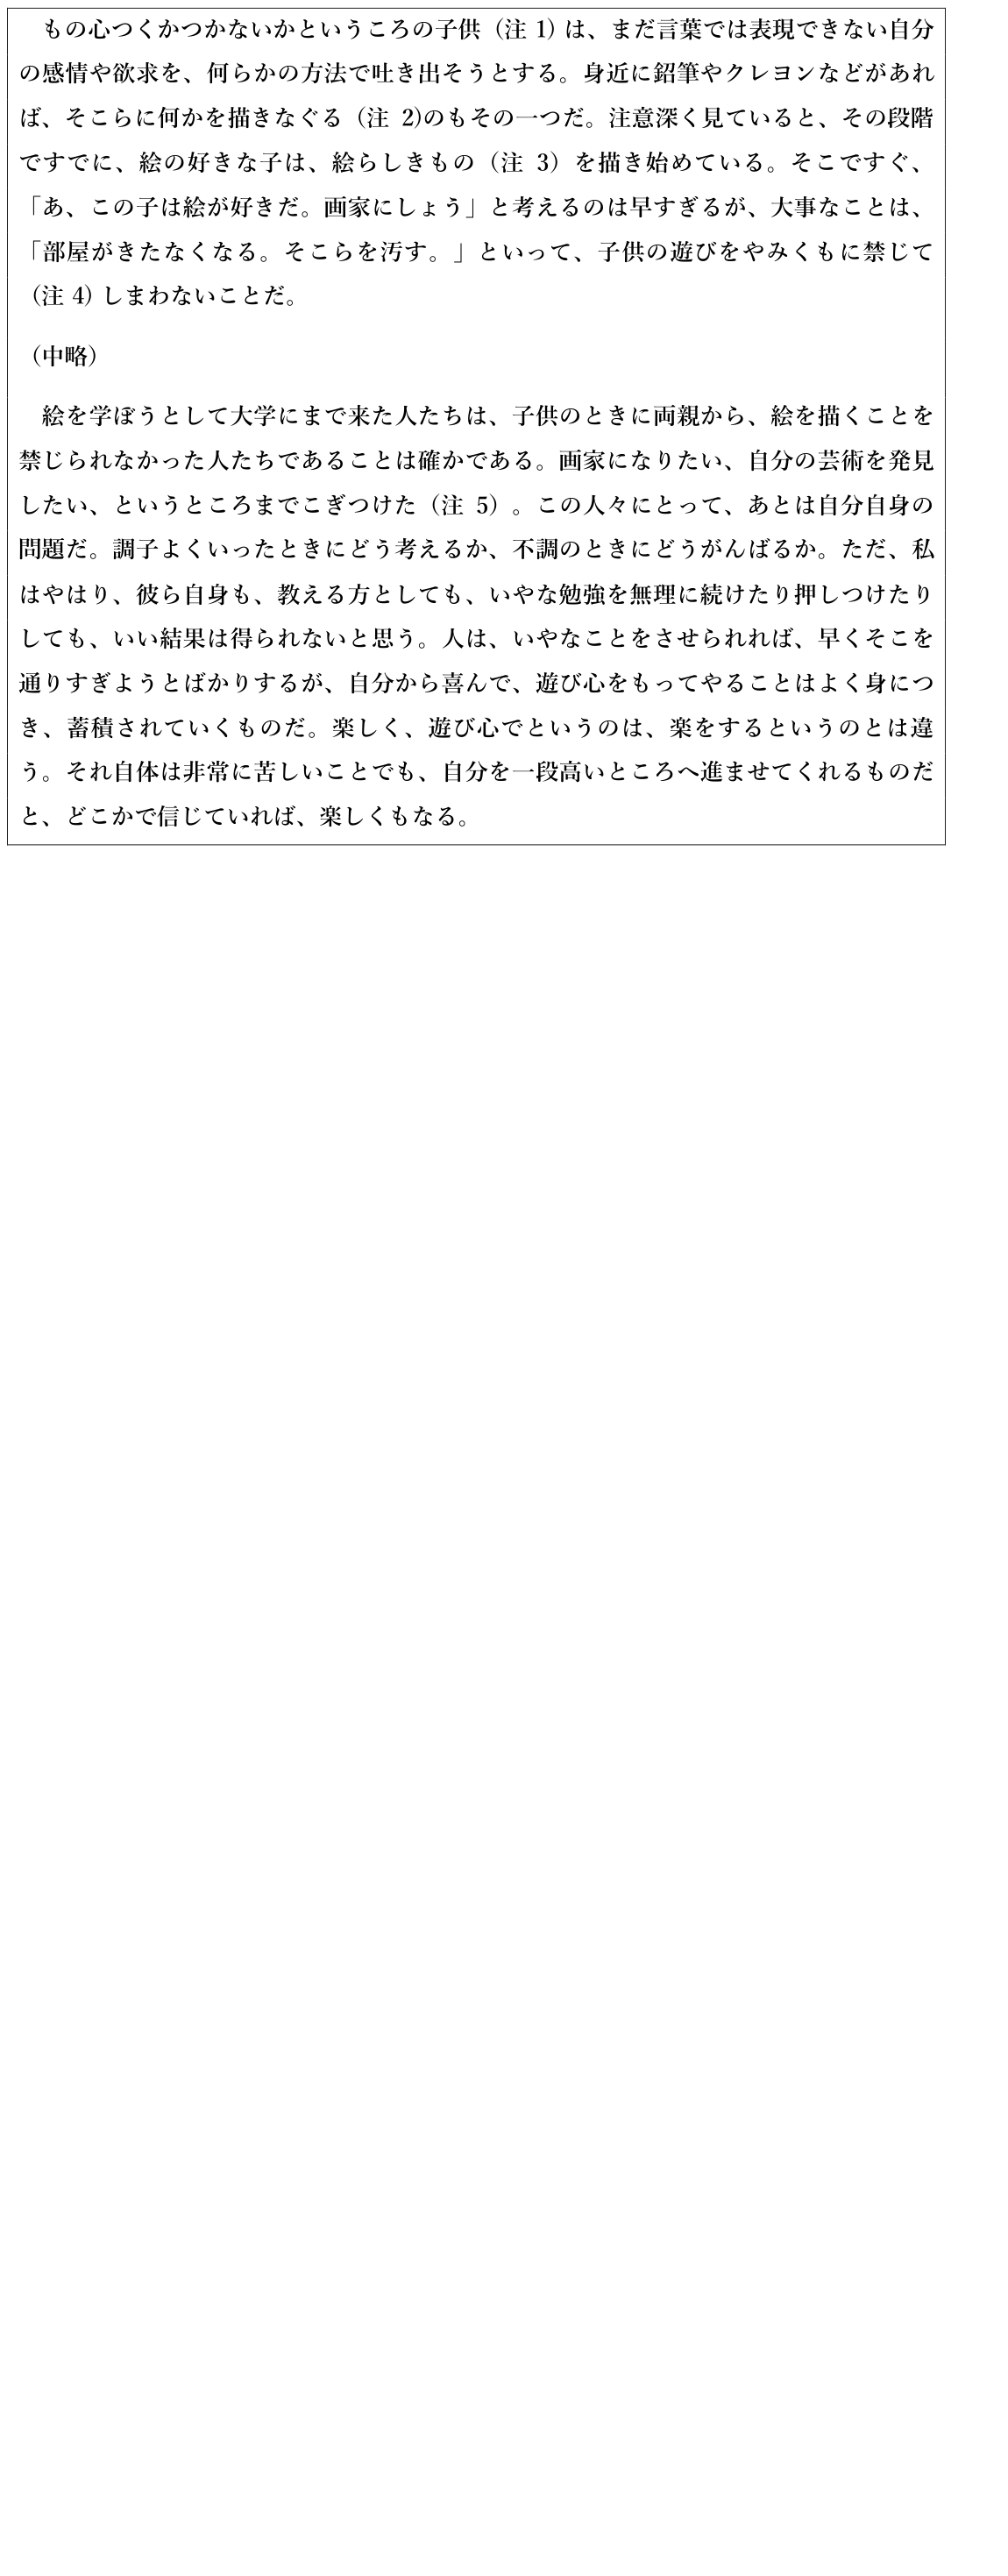 もの心つくかつかないかというころの子供（注 1）は、まだ言葉では表現できない自分
の感情や欲求を、何らかの方法で吐き出そうとする。身近に鉛筆やクレヨンなどがあれ
ば、そこらに何かを描きなぐる（注 2)のもその一つだ。注意深く見ていると、その段階
ですでに、絵の好きな子は、絵らしきもの（注 3）を描き始めている。そこですぐ、
「あ、この子は絵が好きだ。画家にしょう」と考えるのは早すぎるが、大事なことは、
「部屋がきたなくなる。そこらを汚す。」といって、子供の遊びをやみくもに禁じて
（注 4）しまわないことだ。
（中略）
絵を学ぼうとして大学にまで来た人たちは、子供のときに両親から、絵を描くことを
禁じられなかった人たちであることは確かである。画家になりたい、自分の芸術を発見
したい、というところまでこぎつけた（注 5）。この人々にとって、あとは自分自身の
問題だ。調子よくいったときにどう考えるか、不調のときにどうがんばるか。ただ、私
はやはり、彼ら自身も、教える方としても、いやな勉強を無理に続けたり押しつけたり
しても、いい結果は得られないと思う。人は、いやなことをさせられれば、早くそこを
通りすぎようとばかりするが、自分から喜んで、遊び心をもってやることはよく身につ
き、蓄積されていくものだ。楽しく、遊び心でというのは、楽をするというのとは違
う。それ自体は非常に苦しいことでも、自分を一段高いところへ進ませてくれるものだ
と、どこかで信じていれば、楽しくもなる。